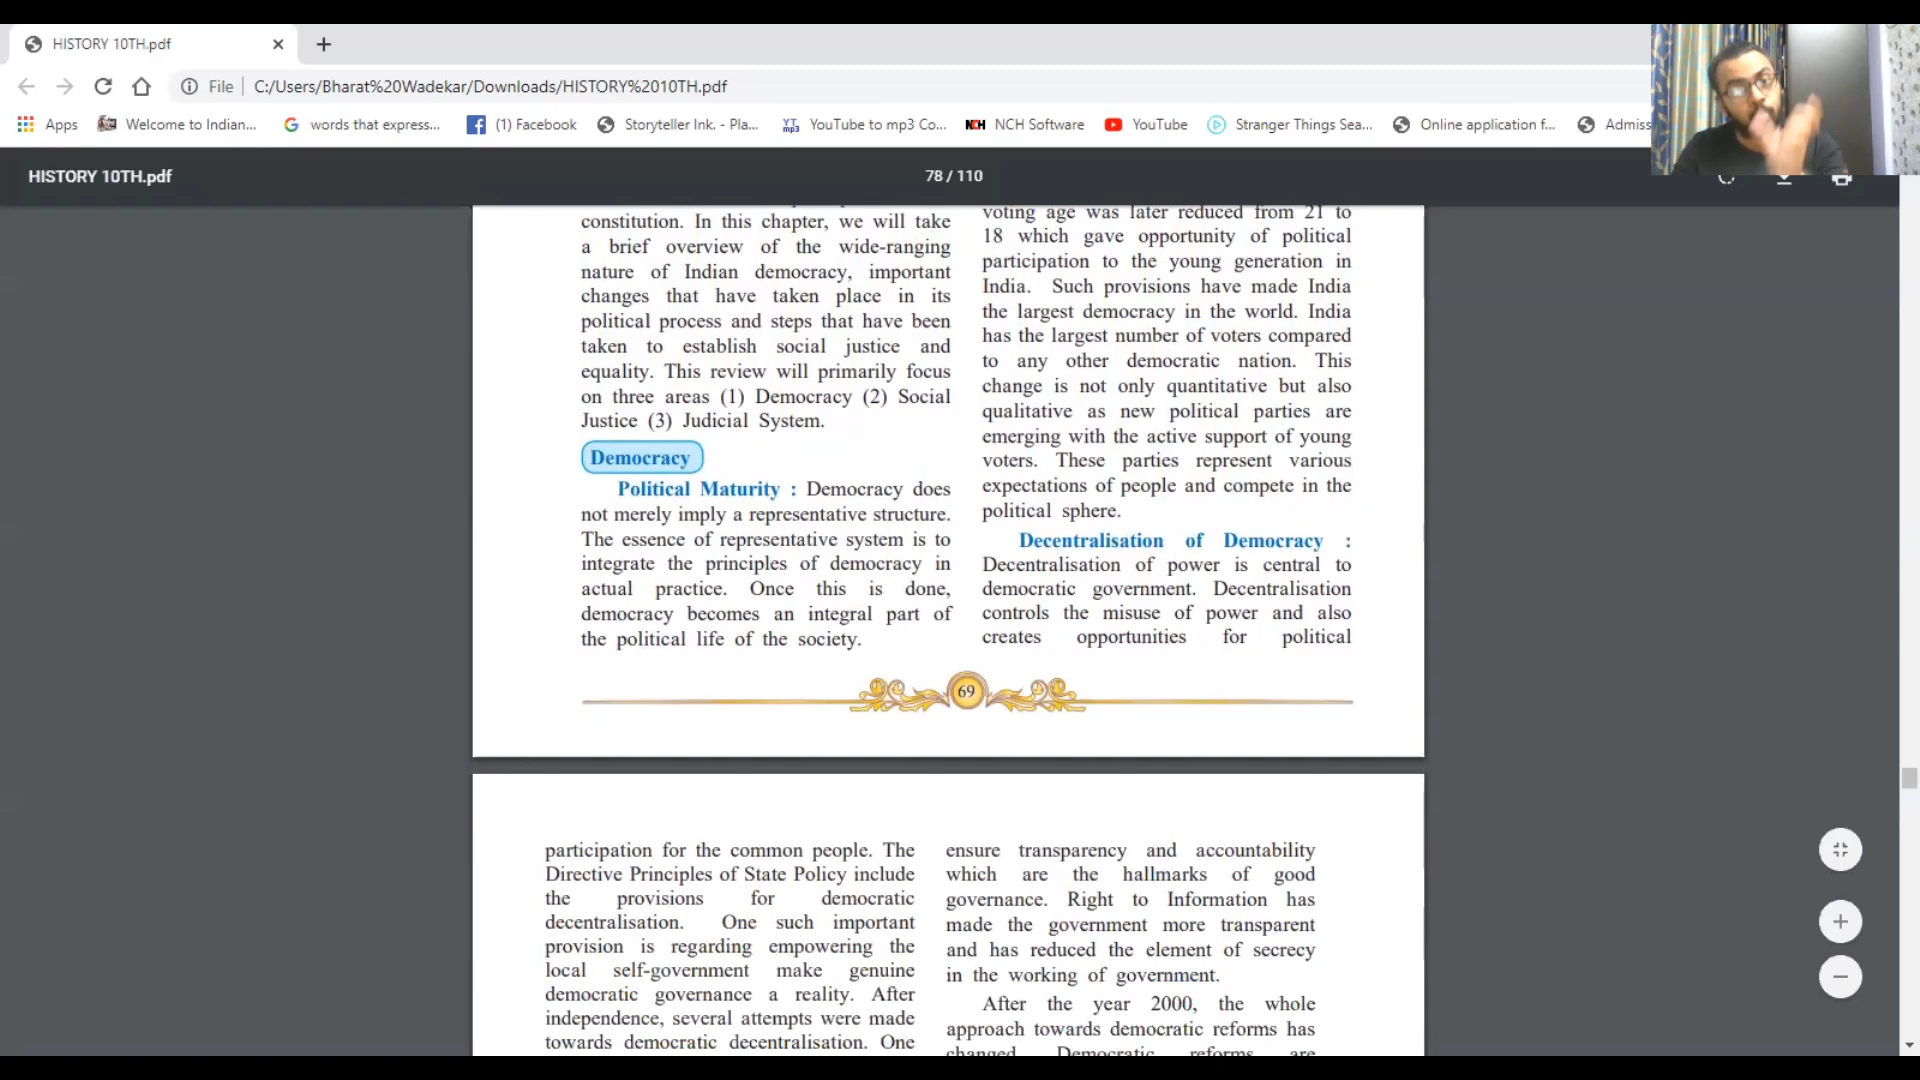 HISTORY 10TH.pdf
File
C:/Users/Bharat%20Wadekar/Downloads/HISTORY%2010TH.pdf
Apps
Welcome to Indian...
words that express...
(1) Facebook
Storyteller Ink. - Pla...
YT mp3
YouTube to mp3 Co...
NCH
NCH Software
YouTube
Stranger Things Sea...
Online application f...
Admiss
HISTORY 10TH.pdf
78 / 110
constitution. In this chapter, we will take
a brief overview of the wide-ranging
nature of Indian democracy, important
changes that have taken place in its
political process and steps that have been
taken to establish social justice and
equality. This review will primarily focus
on three areas (1) Democracy (2) Social
Justice (3) Judicial System.
Democracy
Political Maturity : Democracy does
not merely imply a representative structure.
The essence of representative system is to
integrate the principles of democracy in
actual practice. Once this is done,
democracy becomes an integral part of
the political life of the society.
voting age was later reduced from 21 to
18 which gave opportunity of political
participation to the young generation in
India. Such provisions have made India
the largest democracy in the world. India
has the largest number of voters compared
to any other democratic nation. This
change is not only quantitative but also
qualitative as new political parties are
emerging with the active support of young
voters. These parties represent various
expectations of people and compete in the
political sphere.
Decentralisation of Democracy :
Decentralisation of power is central to
democratic government. Decentralisation
controls the misuse of power and also
creates opportunities for political
69
participation for the common people. The
Directive Principles of State Policy include
the provisions for democratic
decentralisation. One such important
provision is regarding empowering the
local self-government make genuine
democratic governance a reality. After
independence, several attempts were made
towards democratic decentralisation. One
ensure transparency and accountability
which are the hallmarks of good
governance. Right to Information has
made the government more transparent
and has reduced the element of secrecy
in the working of government.
After the year 2000, the whole
approach towards democratic reforms has
changed. Democratic reforms are